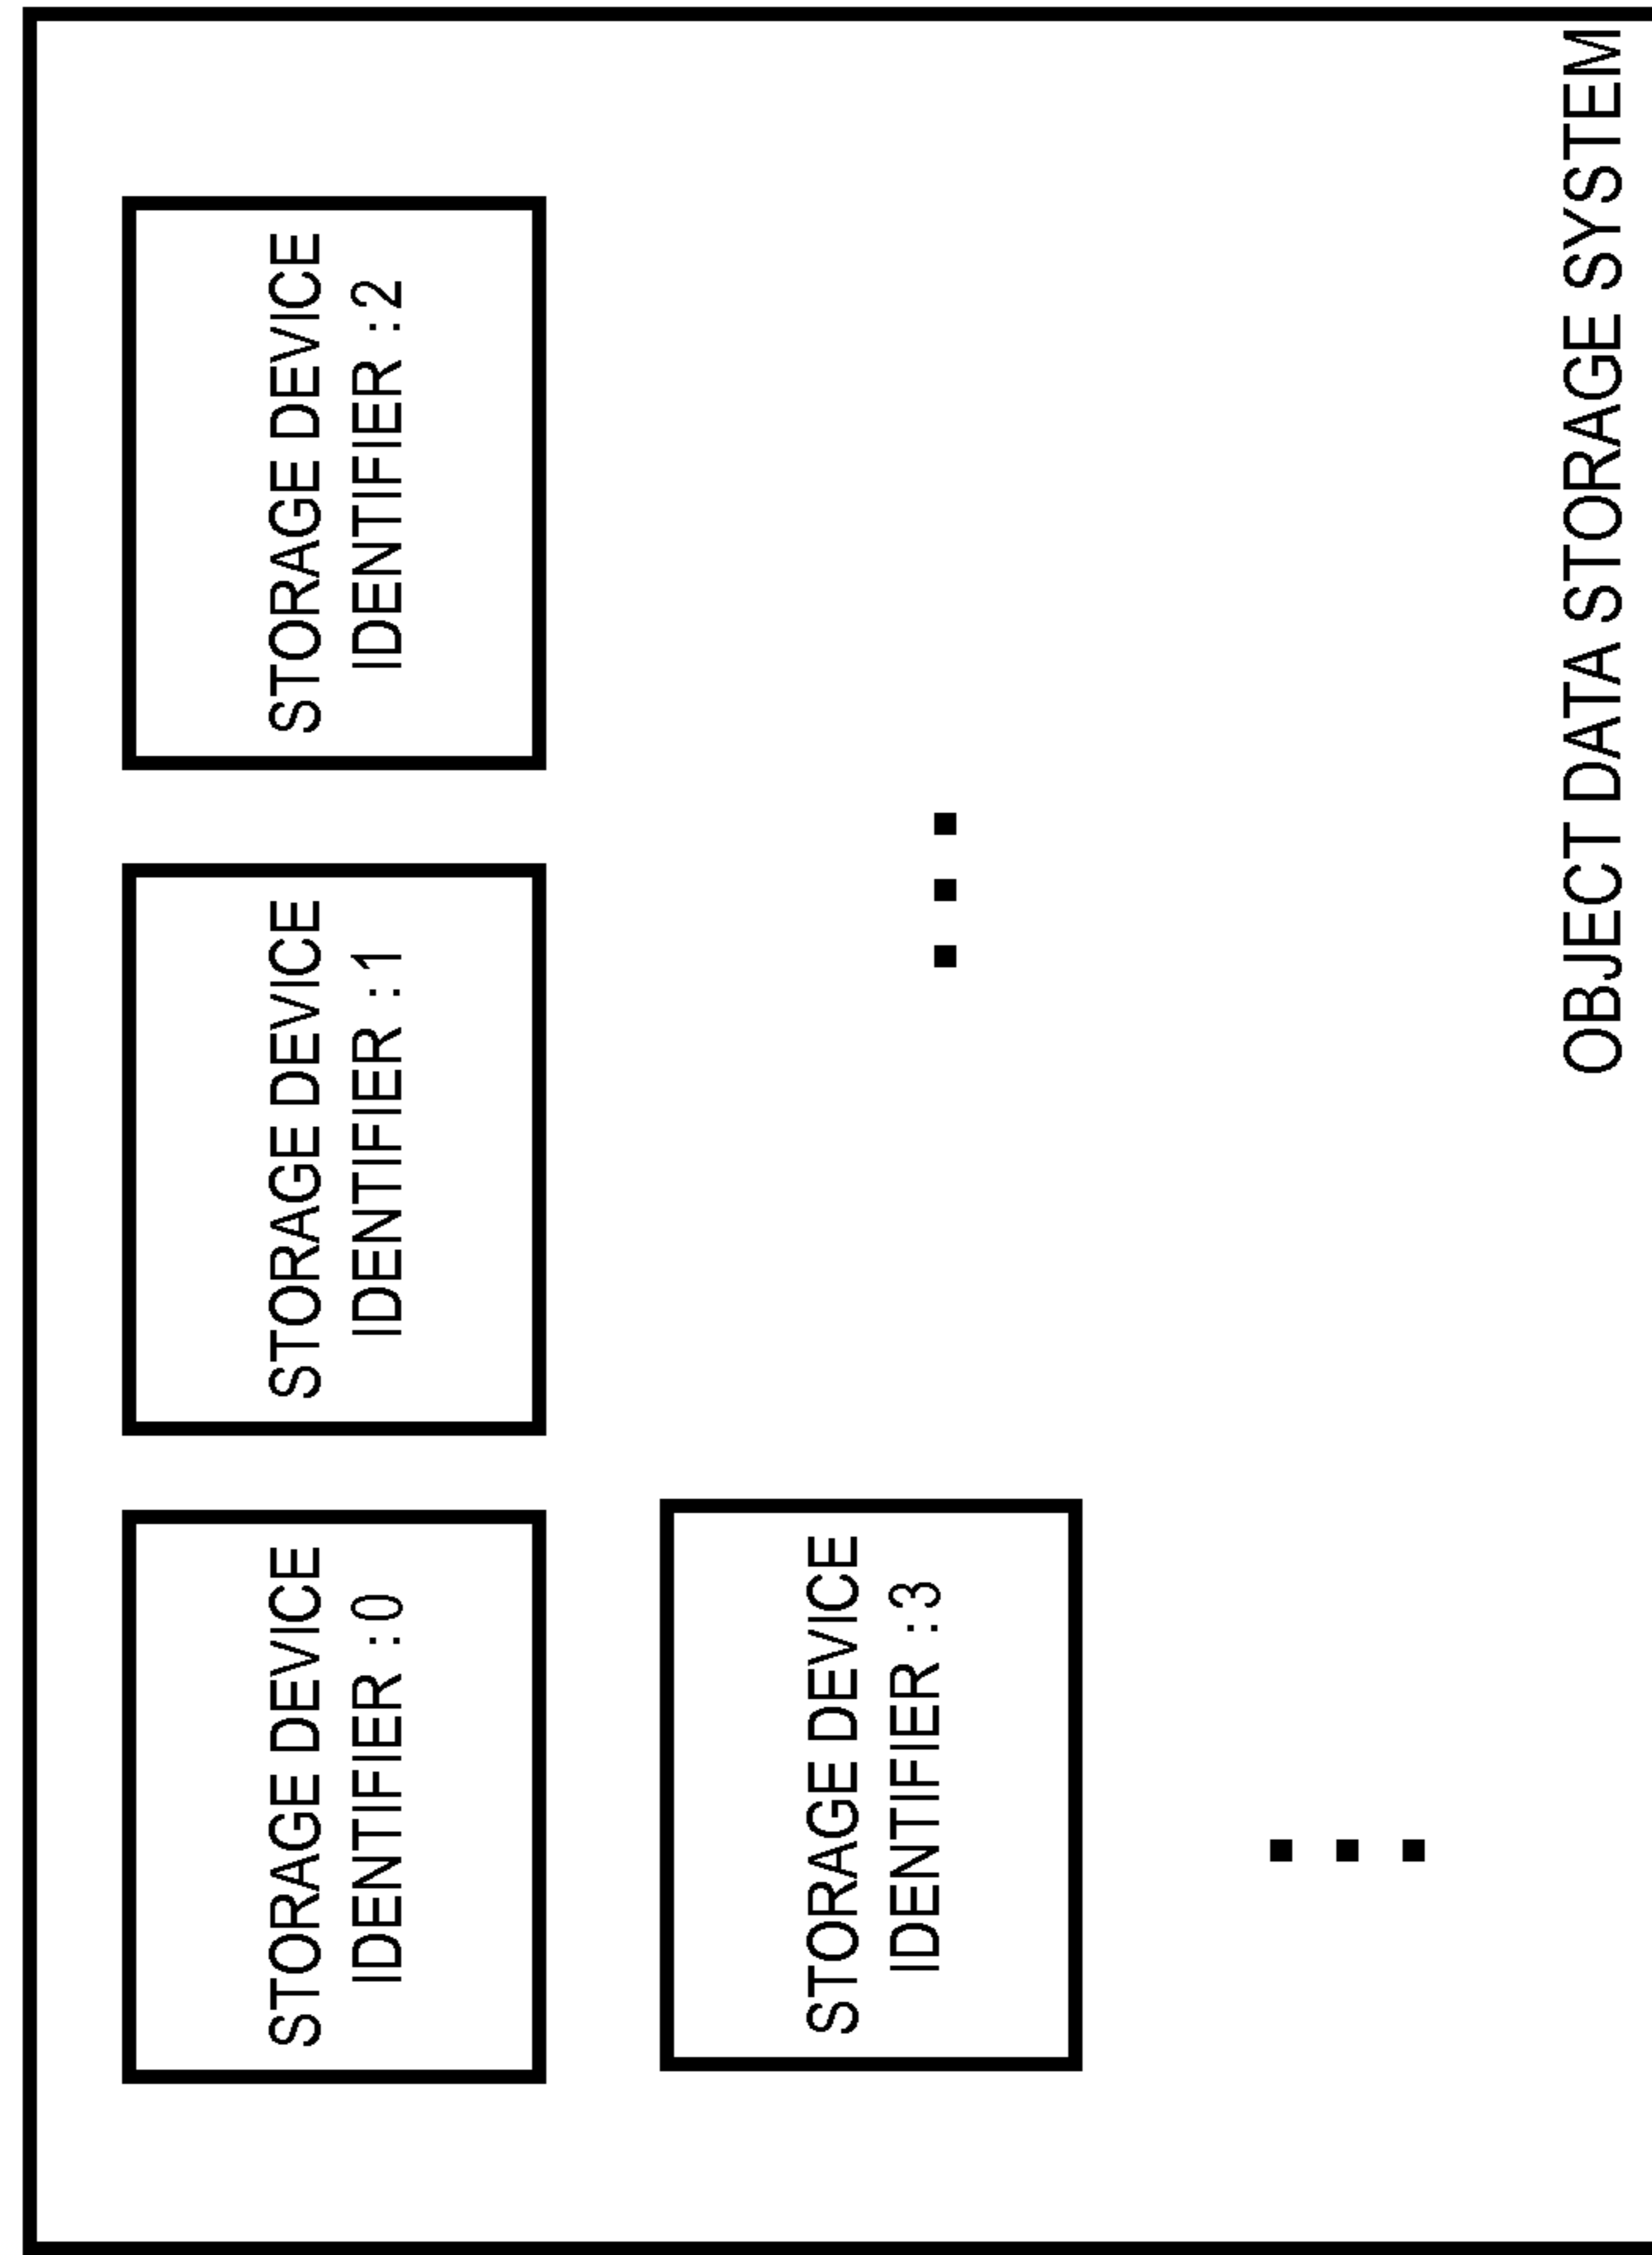 STORAGE DEVICE
IDENTIFIER :0
STORAGE DEVICE
IDENTIFIER :1
STORAGE DEVICE
IDENTIFIER :2
STORAGE DEVICE
IDENTIFIER :3
OBJECT DATA STORAGE SYSTEM